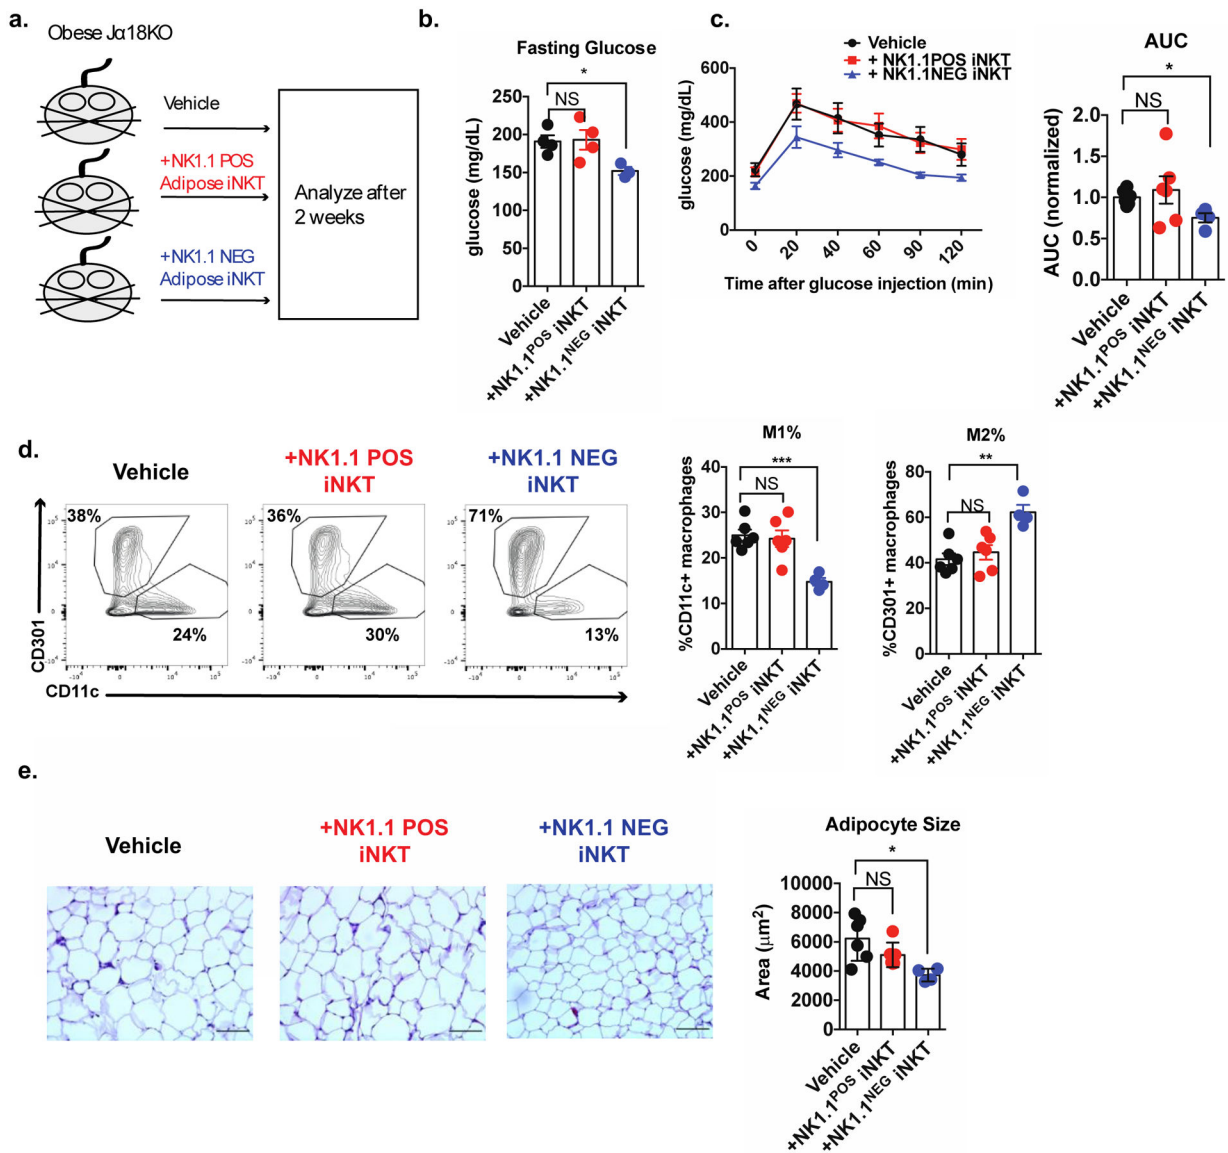 a.
Obese Jα18KO
Vehicle
+NK1.1 POS
Adipose iNKT
+NK1.1 NEG
Adipose iNKT
Analyze after
2 weeks
b.
Fasting Glucose
*
NS
250
200
150
100
50
0
glucose (mg/dL)
Vehicle
+NK1.1POS iNKT
+NK1.1NEG iNKT
c.
Vehicle
+ NK1.1POS iNKT
+ NK1.1NEG iNKT
600
400
200
0
glucose (mg/dL)
0 20 40 60 90 120
Time after glucose injection (min)
AUC
*
NS
2.0
1.5
1.0
0.5
0.0
AUC (normalized)
Vehicle
+NK1.1POS iNKT
+NK1.1NEG iNKT
d.
Vehicle
+NK1.1 POS
iNKT
+NK1.1 NEG
iNKT
38%
24%
36%
30%
71%
13%
CD301
CD11c
M1%
***
NS
40
30
20
10
0
%CD11c+ macrophages
Vehicle
+NK1.1POS iNKT
+NK1.1NEG iNKT
M2%
**
NS
80
60
40
20
0
%CD301+ macrophages
Vehicle
+NK1.1POS iNKT
+NK1.1NEG iNKT
e.
Vehicle
+NK1.1 POS
iNKT
+NK1.1 NEG
iNKT
Adipocyte Size
*
NS
10000
8000
6000
4000
2000
0
Area (μm²)
Vehicle
+NK1.1POS iNKT
+NK1.1NEG iNKT